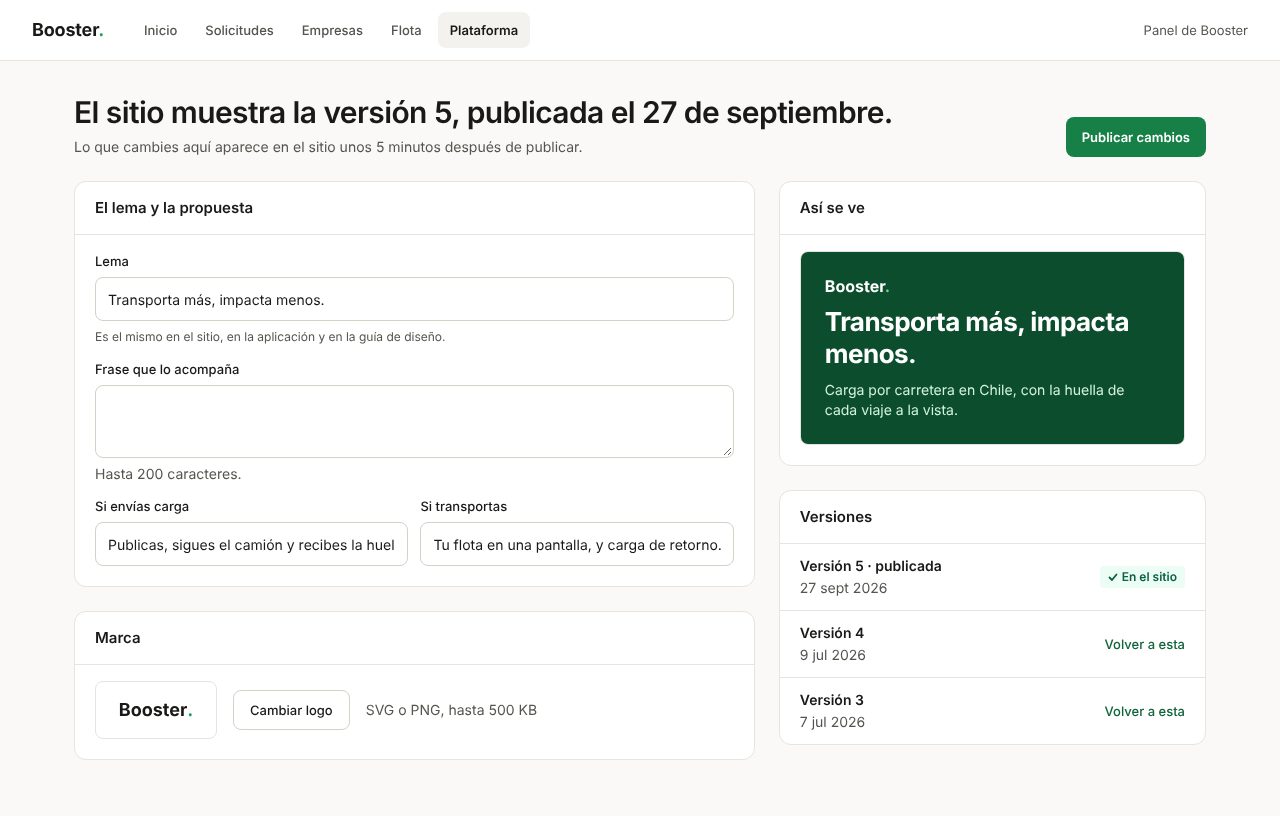 Booster.
Inicio
Solicitudes
Empresas
Flota
Plataforma
Panel de Booster
El sitio muestra la versión 5, publicada el 27 de septiembre.
Lo que cambies aquí aparece en el sitio unos 5 minutos después de publicar.
Publicar cambios
El lema y la propuesta
Lema
Transporta más, impacta menos.
Es el mismo en el sitio, en la aplicación y en la guía de diseño.
Frase que lo acompaña
Hasta 200 caracteres.
Si envías carga
Publicas, sigues el camión y recibes la huel
Si transportas
Tu flota en una pantalla, y carga de retorno.
Marca
Booster.
Cambiar logo
SVG o PNG, hasta 500 KB
Así se ve
Booster.
Transporta más, impacta
menos.
Carga por carretera en Chile, con la huella de
cada viaje a la vista.
Versiones
Versión 5 · publicada
27 sept 2026
✓ En el sitio
Versión 4
9 jul 2026
Volver a esta
Versión 3
7 jul 2026
Volver a esta